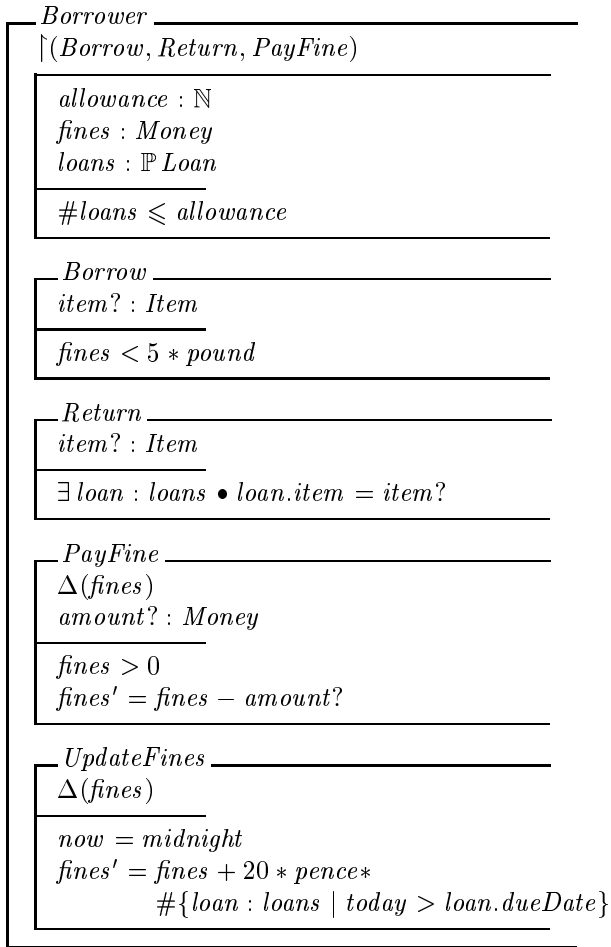 Borrower
↾(Borrow, Return, PayFine)
allowance : ℕ
fines : Money
loans : ℙ Loan
#loans ⩽ allowance
Borrow
item? : Item
fines < 5 ∗ pound
Return
item? : Item
∃ loan : loans • loan.item = item?
PayFine
Δ(fines)
amount? : Money
fines > 0
fines′ = fines − amount?
UpdateFines
Δ(fines)
now = midnight
fines′ = fines + 20 ∗ pence∗
#{loan : loans | today > loan.dueDate}